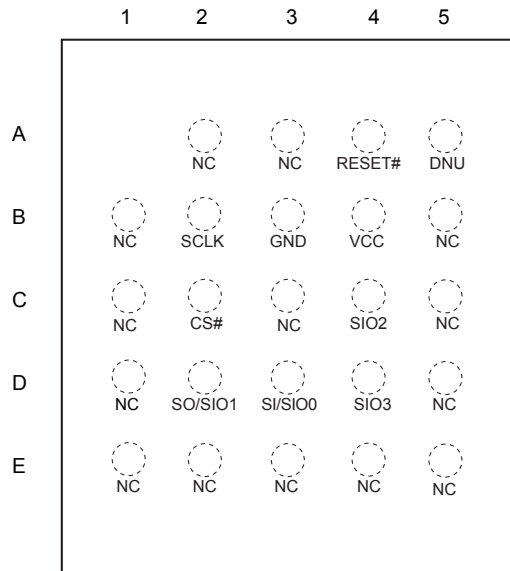 1 2 3 4 5
A
NC NC RESET# DNU
B
NC SCLK GND VCC NC
C
NC CS# NC SIO2 NC
D
NC SO/SIO1 SI/SIO0 SIO3 NC
E
NC NC NC NC NC